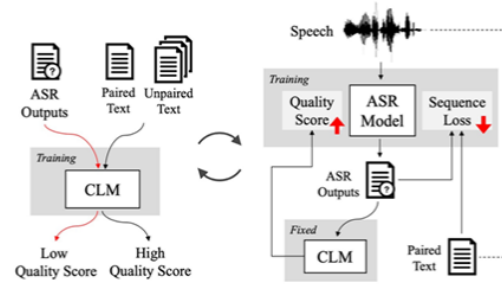 ASR
Outputs
Paired
Text
Unpaired
Text
Training
CLM
Low
Quality Score
High
Quality Score
Speech
Training
Quality
Score
ASR
Model
Sequence
Loss
ASR
Outputs
Fixed
CLM
Paired
Text